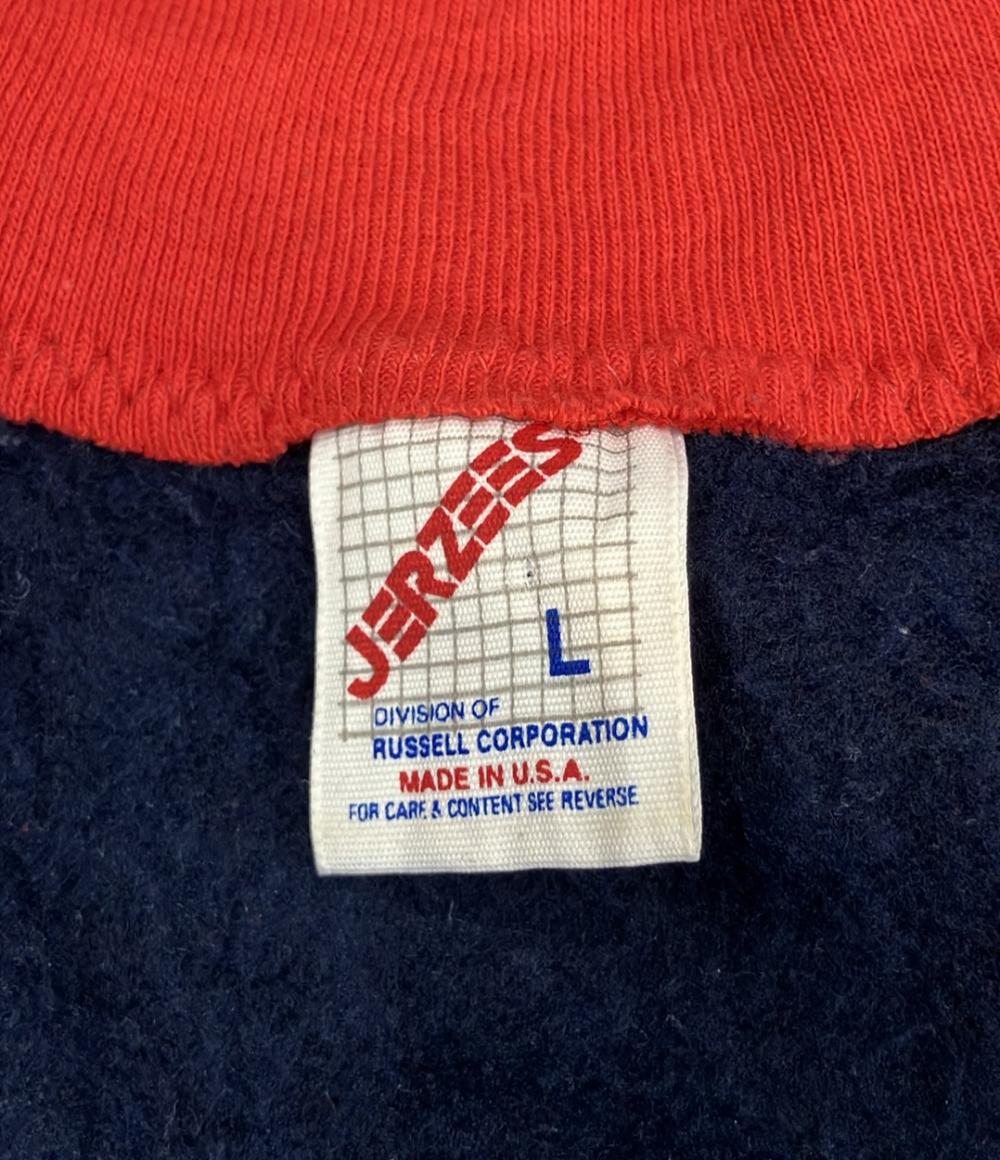 JERZEES
L
DIVISION OF
RUSSELL CORPORATION
MADE IN U.S.A.
FOR CARE & CONTENT SEE REVERSE